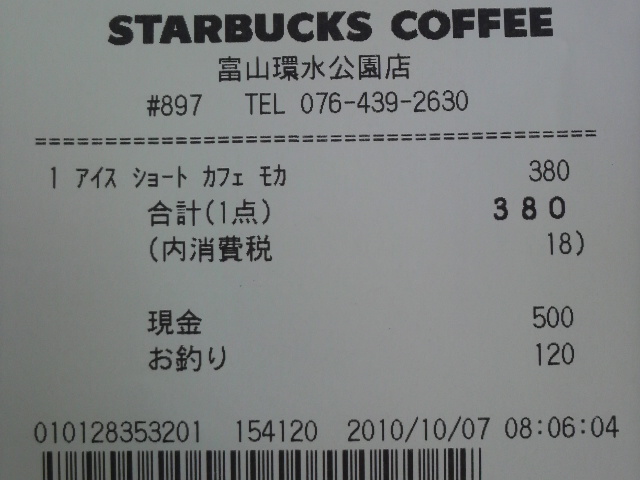 STARBUCKS COFFEE
富山環水公園店
#897 TEL 076-439-2630
========================================
1 アイス ショート カフェ モカ 380
合計(1点) 380
(内消費税 18)
現金 500
お釣り 120
010128353201 154120 2010/10/07 08:06:04